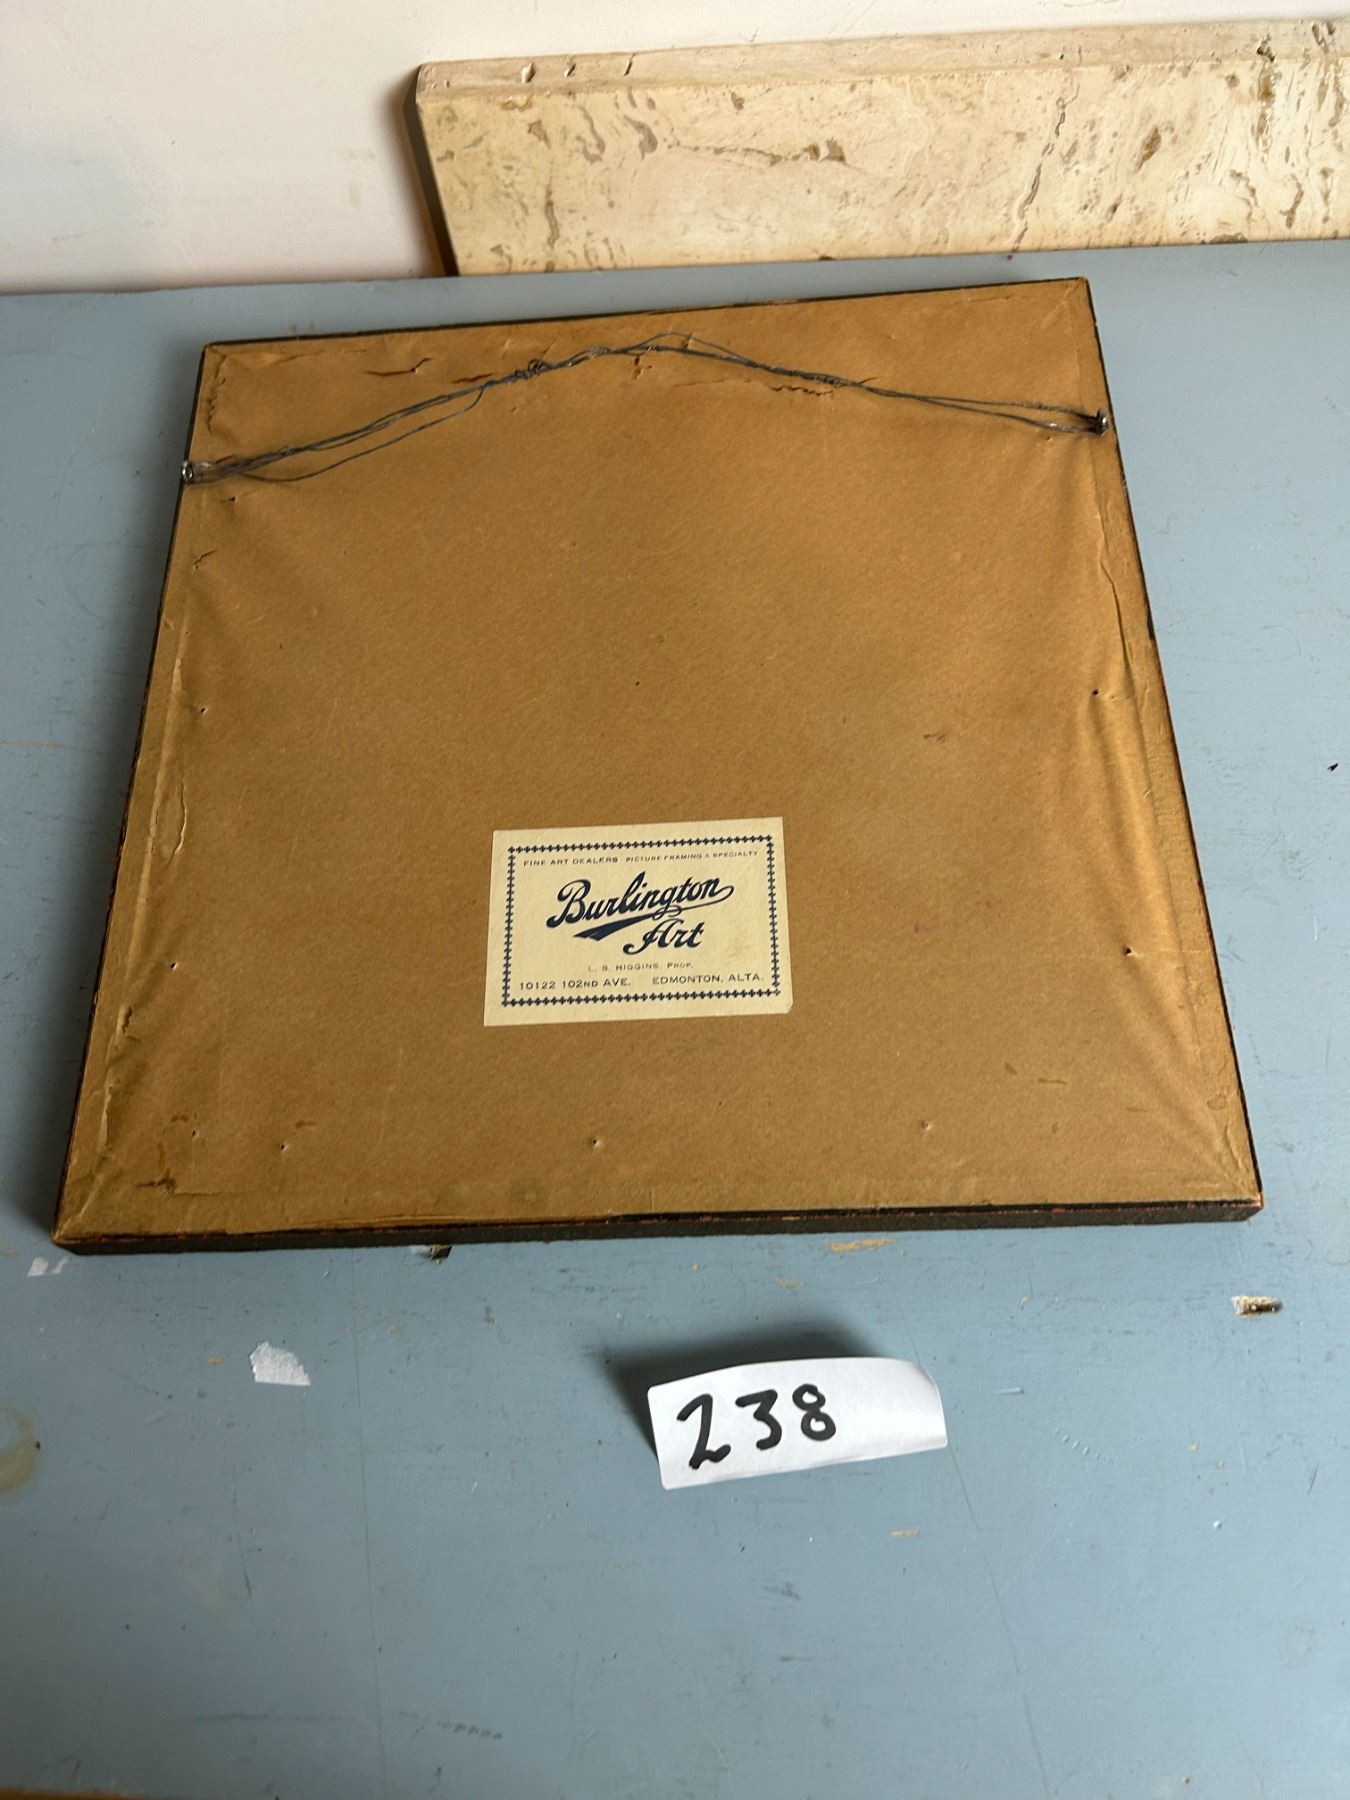 FINE ART DEALERS PICTURE FRAMING A SPECIALTY
Burlington
Art
L. B. HIGGINS, PROP.
10122 102ND AVE. EDMONTON, ALTA.
238